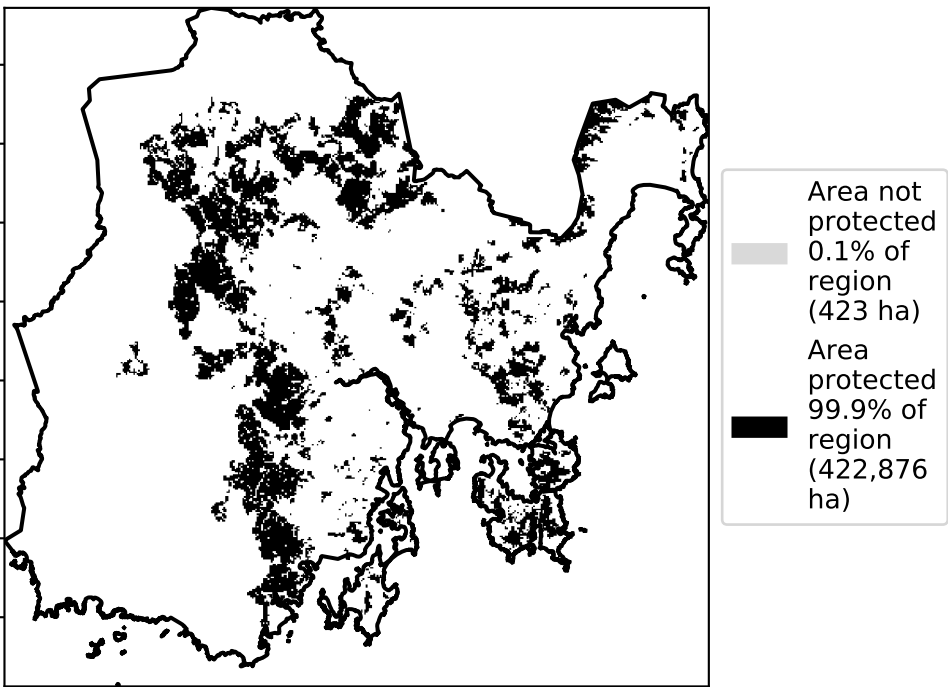 Area not
protected
0.1% of
region
(423 ha)
Area
protected
99.9% of
region
(422,876
ha)